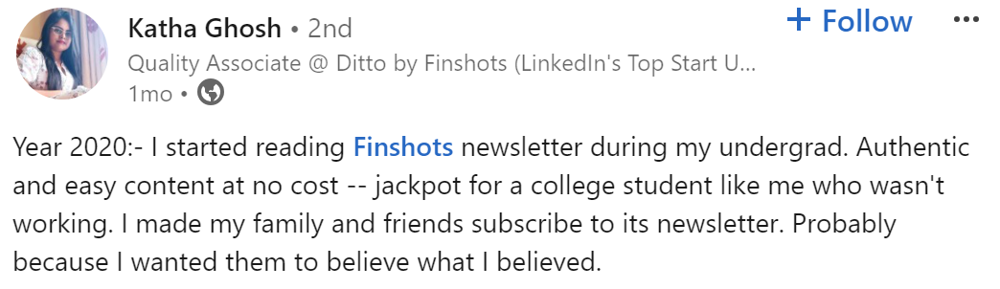 Katha Ghosh • 2nd
+ Follow
...
Quality Associate @ Ditto by Finshots (LinkedIn's Top Start U...
1mo •
Year 2020:- I started reading Finshots newsletter during my undergrad. Authentic
and easy content at no cost -- jackpot for a college student like me who wasn't
working. I made my family and friends subscribe to its newsletter. Probably
because I wanted them to believe what I believed.